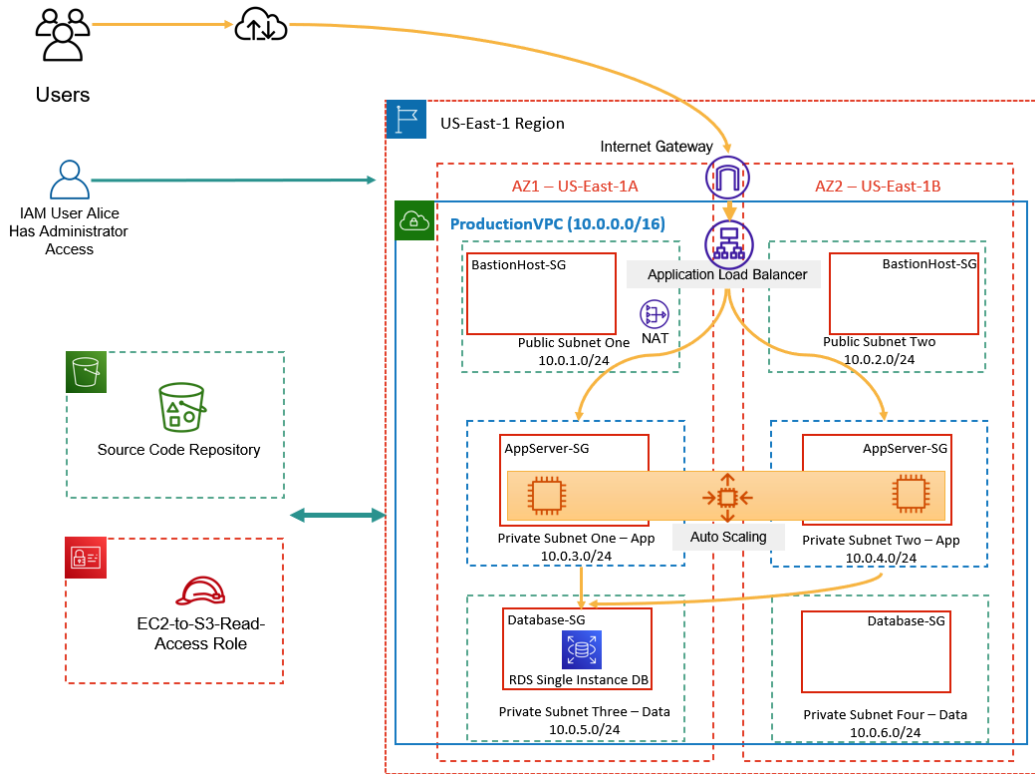 Users
US-East-1 Region
Internet Gateway
IAM User Alice
Has Administrator
Access
AZ1 – US-East-1A
AZ2 – US-East-1B
ProductionVPC (10.0.0.0/16)
BastionHost-SG
Application Load Balancer
BastionHost-SG
NAT
Public Subnet One
10.0.1.0/24
Public Subnet Two
10.0.2.0/24
Source Code Repository
AppServer-SG
AppServer-SG
Auto Scaling
Private Subnet One – App
10.0.3.0/24
Private Subnet Two – App
10.0.4.0/24
EC2-to-S3-Read-
Access Role
Database-SG
RDS Single Instance DB
Database-SG
Private Subnet Three – Data
10.0.5.0/24
Private Subnet Four – Data
10.0.6.0/24